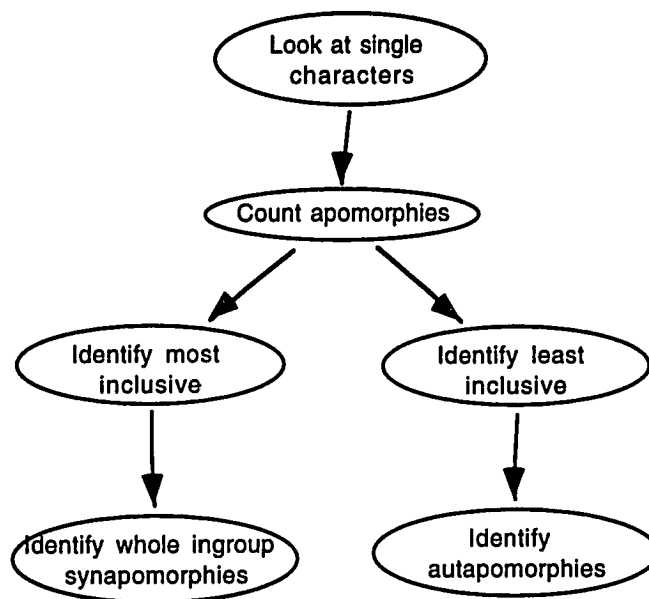 Look at single
characters
Count apomorphies
Identify most
inclusive
Identify least
inclusive
Identify whole ingroup
synapomorphies
Identify
autapomorphies